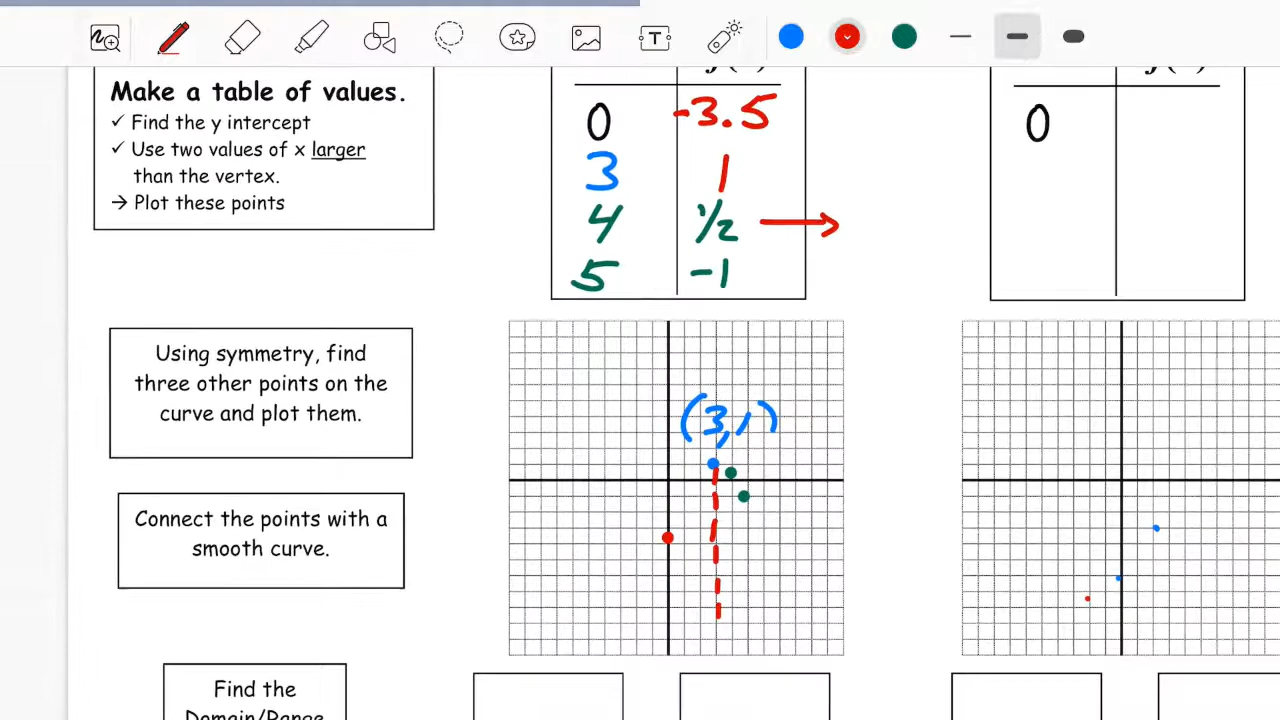 T
Make a table of values.
✓ Find the y intercept
✓ Use two values of x larger
than the vertex.
→ Plot these points
0 -3.5
3 1
4 1/2 →
5 -1
0
Using symmetry, find
three other points on the
curve and plot them.
(3,1)
Connect the points with a
smooth curve.
Find the
Domain/Range